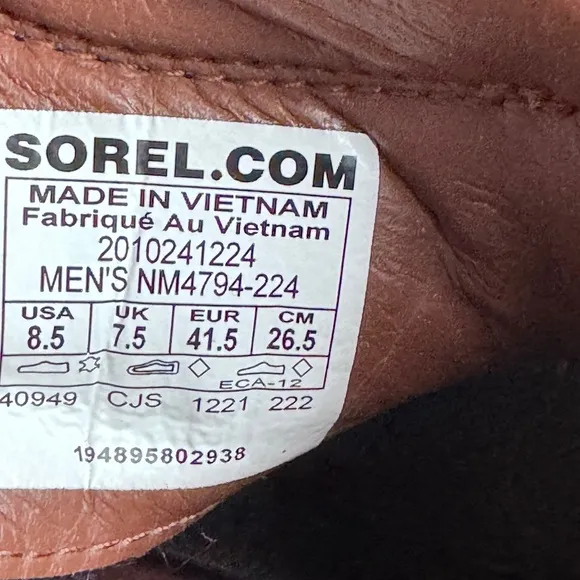 SOREL.COM
MADE IN VIETNAM
Fabriqué Au Vietnam
2010241224
MEN'S NM4794-224
USA UK EUR CM
8.5 7.5 41.5 26.5
ECA-12
40949 CJS 1221 222
194895802938